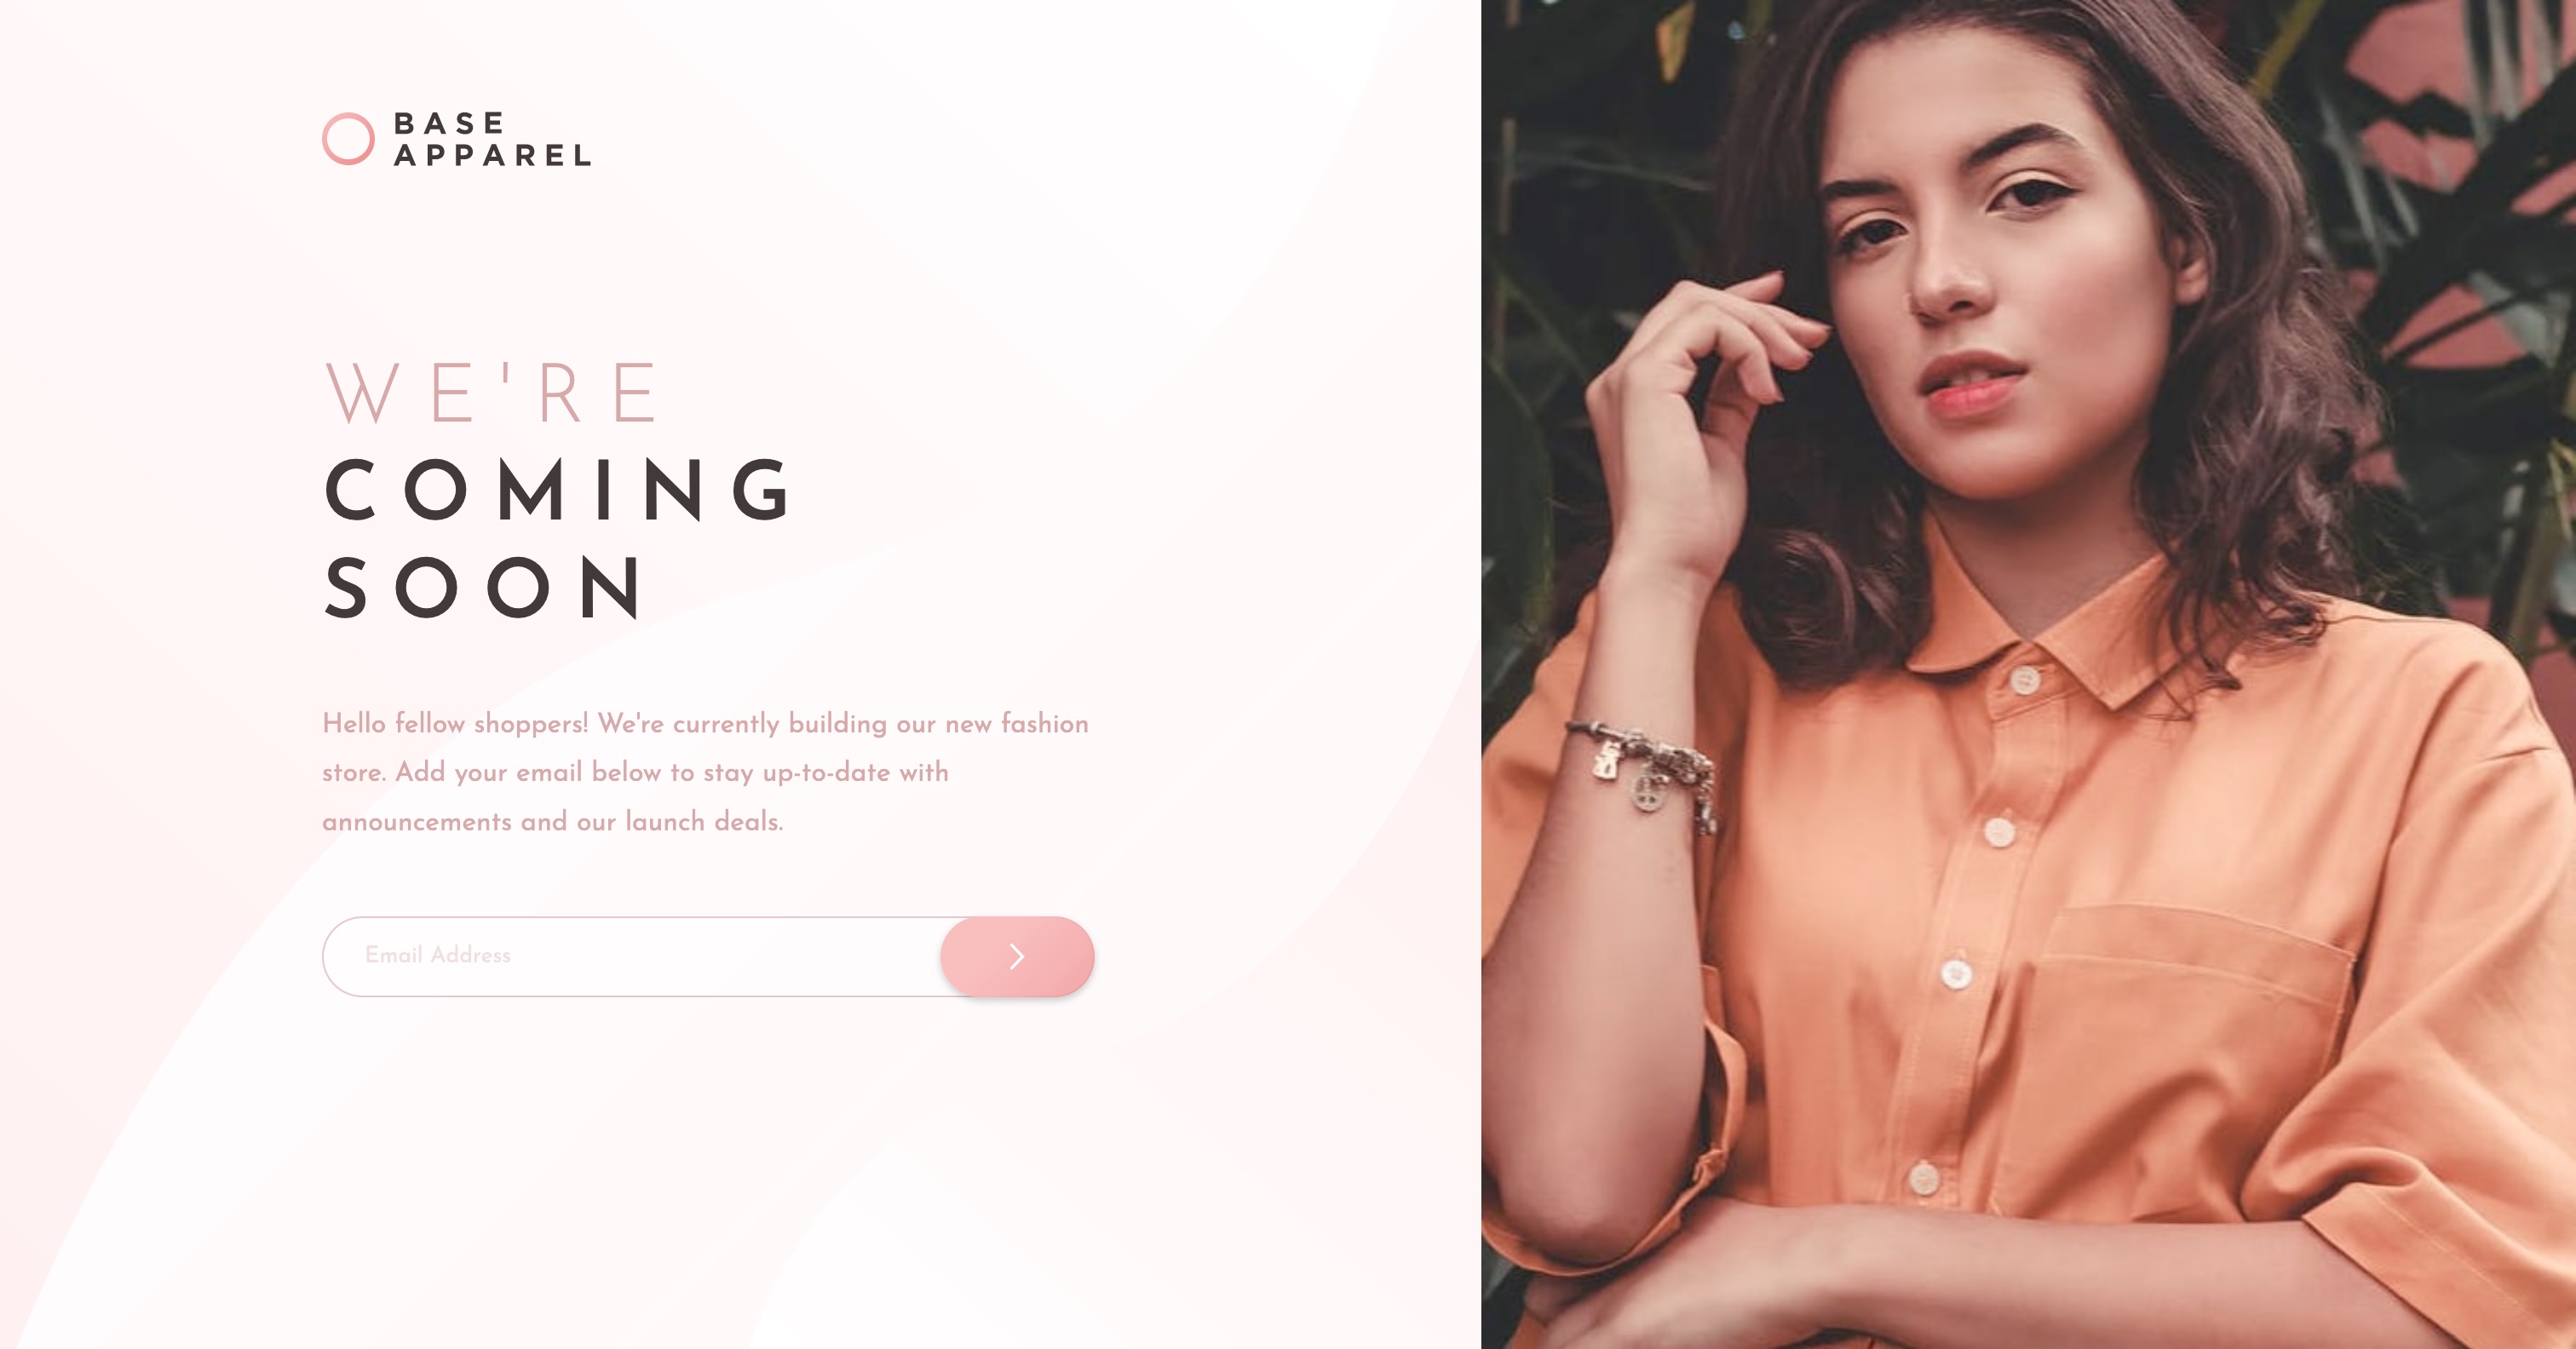 BASE
APPAREL
WE'RE
COMING
SOON
Hello fellow shoppers! We're currently building our new fashion
store. Add your email below to stay up-to-date with
announcements and our launch deals.
Email Address